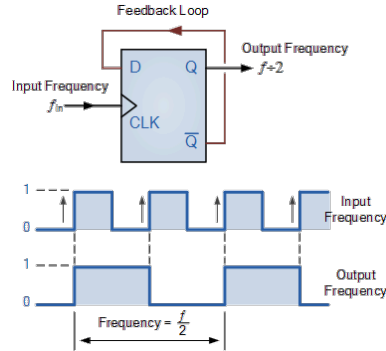 Feedback Loop
D Q
Output Frequency
f÷2
Input Frequency
fin
CLK
Q̅
1
0
Input
Frequency
1
0
Output
Frequency
Frequency = f/2